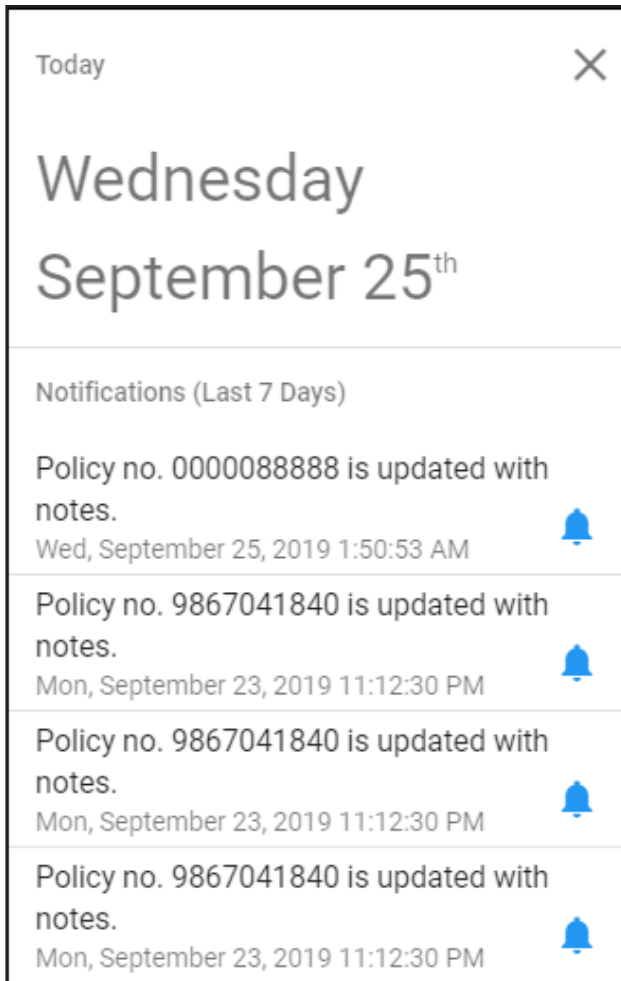 Today
Wednesday
September 25th
Notifications (Last 7 Days)
Policy no. 0000088888 is updated with
notes.
Wed, September 25, 2019 1:50:53 AM
Policy no. 9867041840 is updated with
notes.
Mon, September 23, 2019 11:12:30 PM
Policy no. 9867041840 is updated with
notes.
Mon, September 23, 2019 11:12:30 PM
Policy no. 9867041840 is updated with
notes.
Mon, September 23, 2019 11:12:30 PM